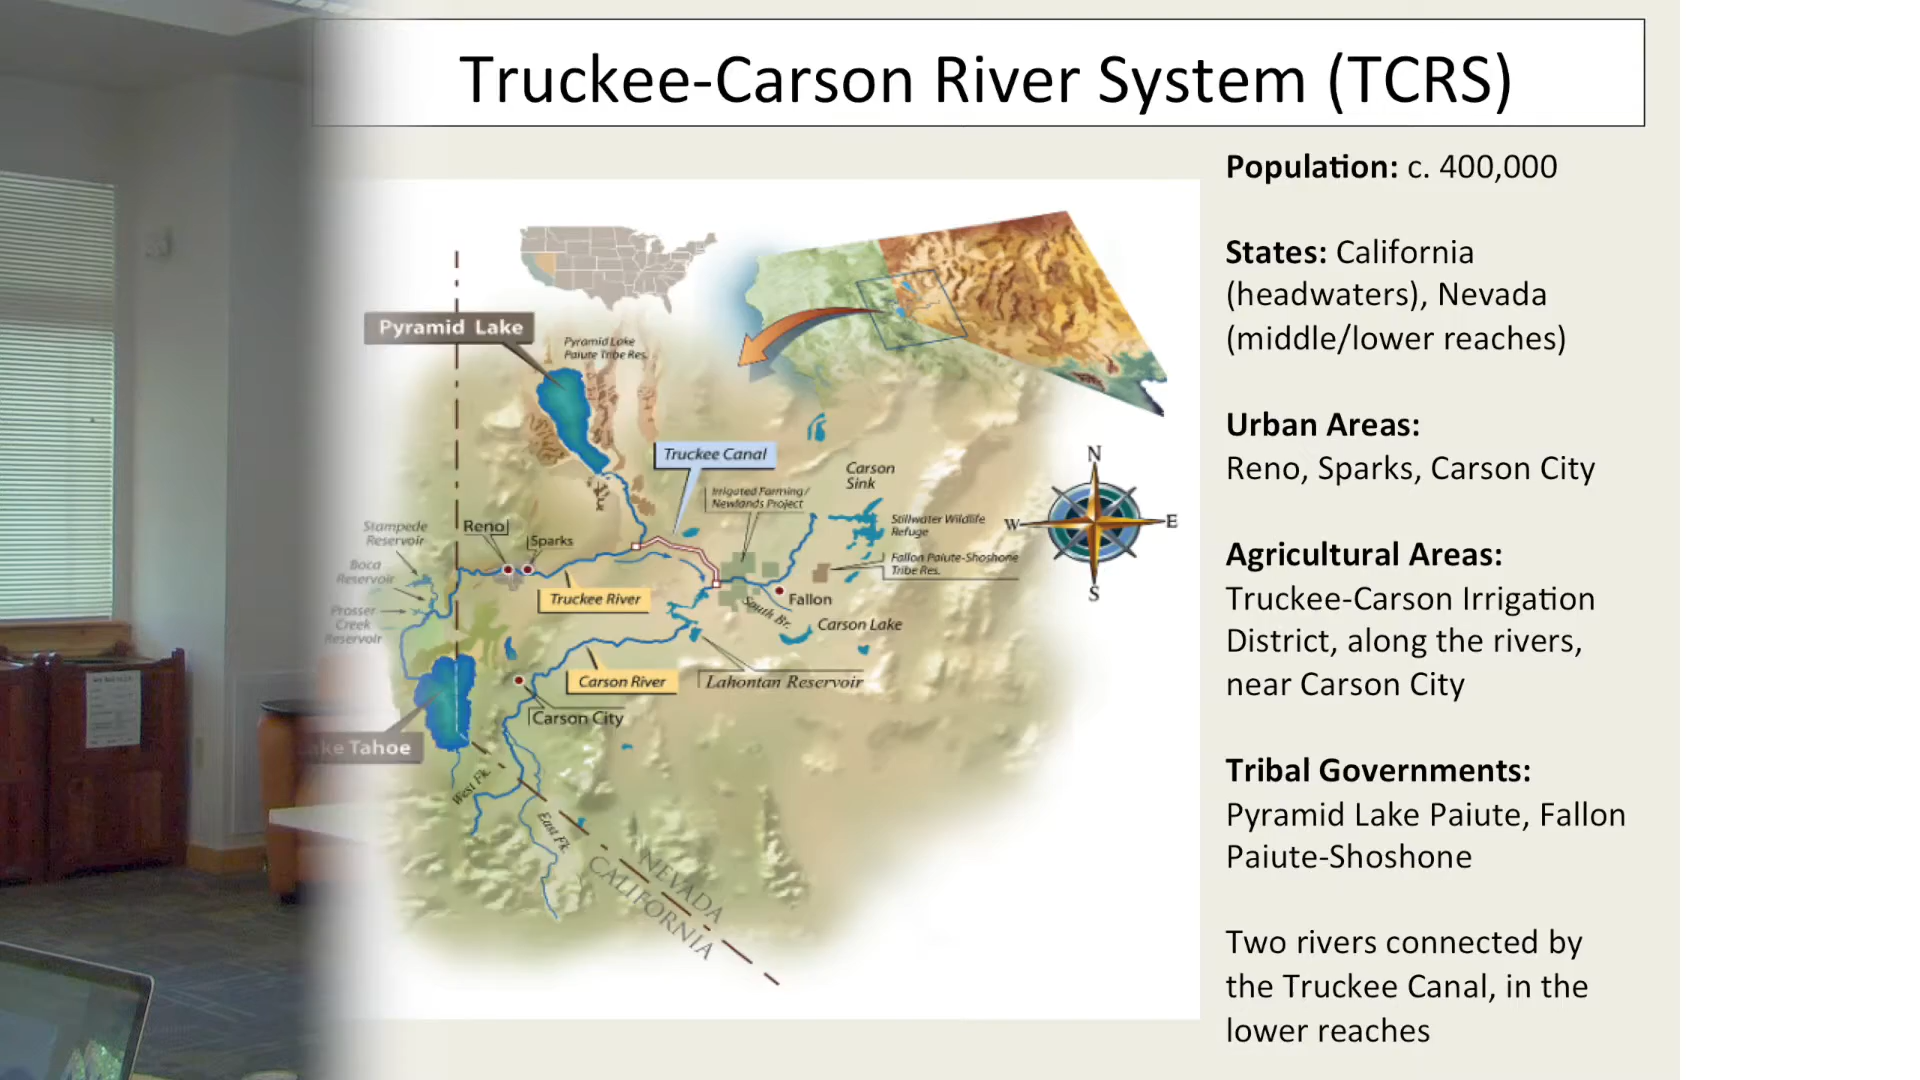 Truckee-Carson River System (TCRS)
Population: c. 400,000
States: California
(headwaters), Nevada
(middle/lower reaches)
Urban Areas:
Reno, Sparks, Carson City
Agricultural Areas:
Truckee-Carson Irrigation
District, along the rivers,
near Carson City
Tribal Governments:
Pyramid Lake Paiute, Fallon
Paiute-Shoshone
Two rivers connected by
the Truckee Canal, in the
lower reaches
Pyramid Lake
Pyramid Lake
Paiute Tribe Res.
Truckee Canal
Irrigated Farming/
Newlands Project
Carson
Sink
Stillwater Wildlife
Refuge
Fallon Paiute-Shoshone
Tribe Res.
N
W
E
S
Stampede
Reservoir
Reno
Sparks
Boca
Reservoir
Prosser
Creek
Reservoir
Truckee River
Fallon
South Br.
Carson Lake
Carson River
Lahontan Reservoir
Carson City
Lake Tahoe
West Fk.
East Fk.
NEVADA
CALIFORNIA